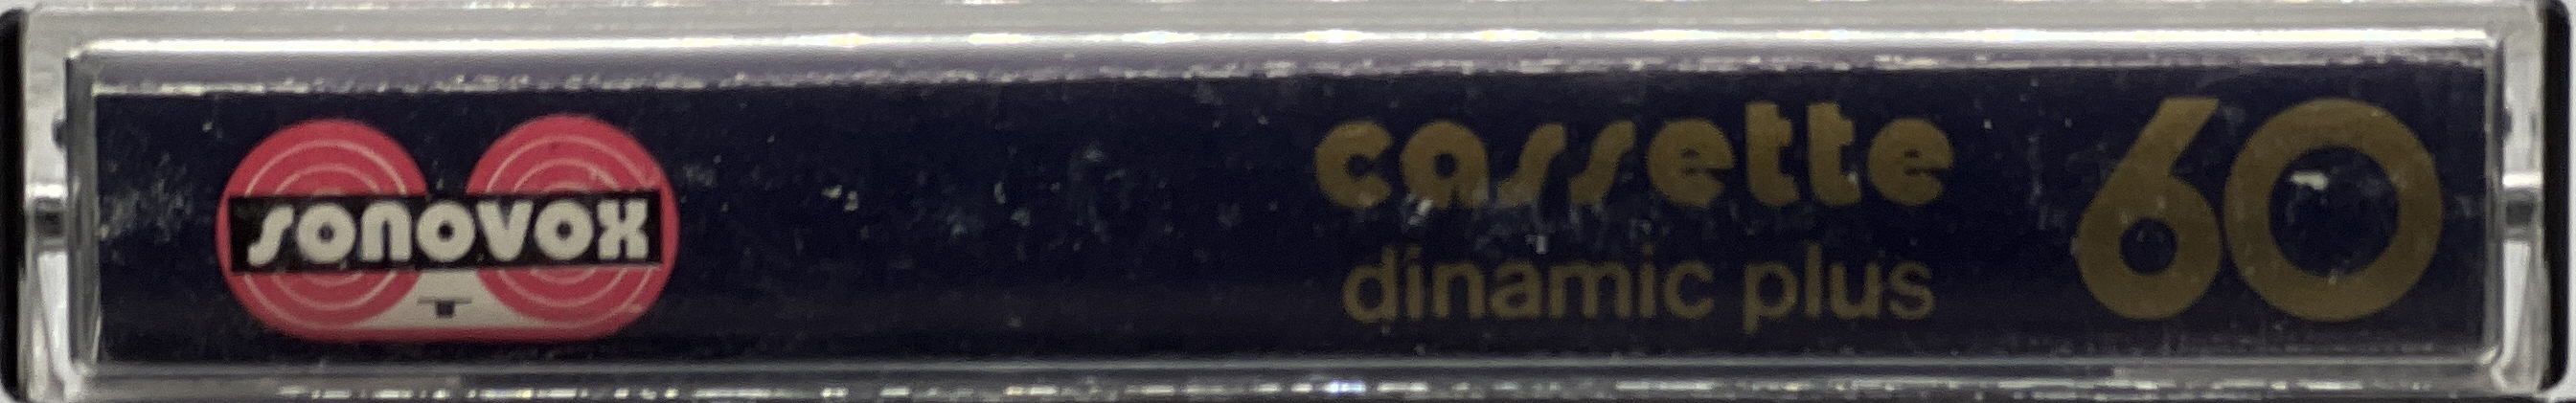 sonovox
cassette
dinamic plus
60